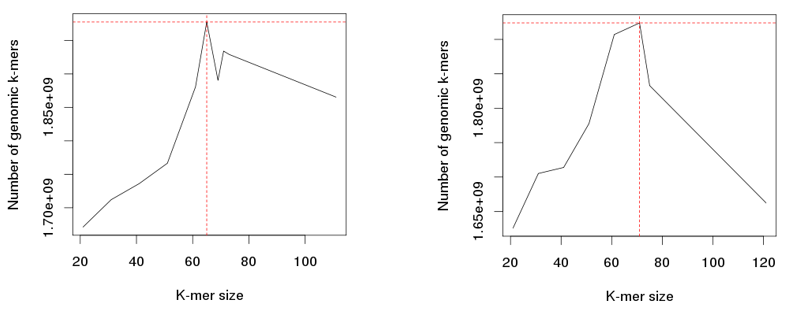 Number of genomic k-mers
1.85e+09
1.70e+09
20 40 60 80 100
K-mer size
Number of genomic k-mers
1.80e+09
1.65e+09
20 40 60 80 100 120
K-mer size